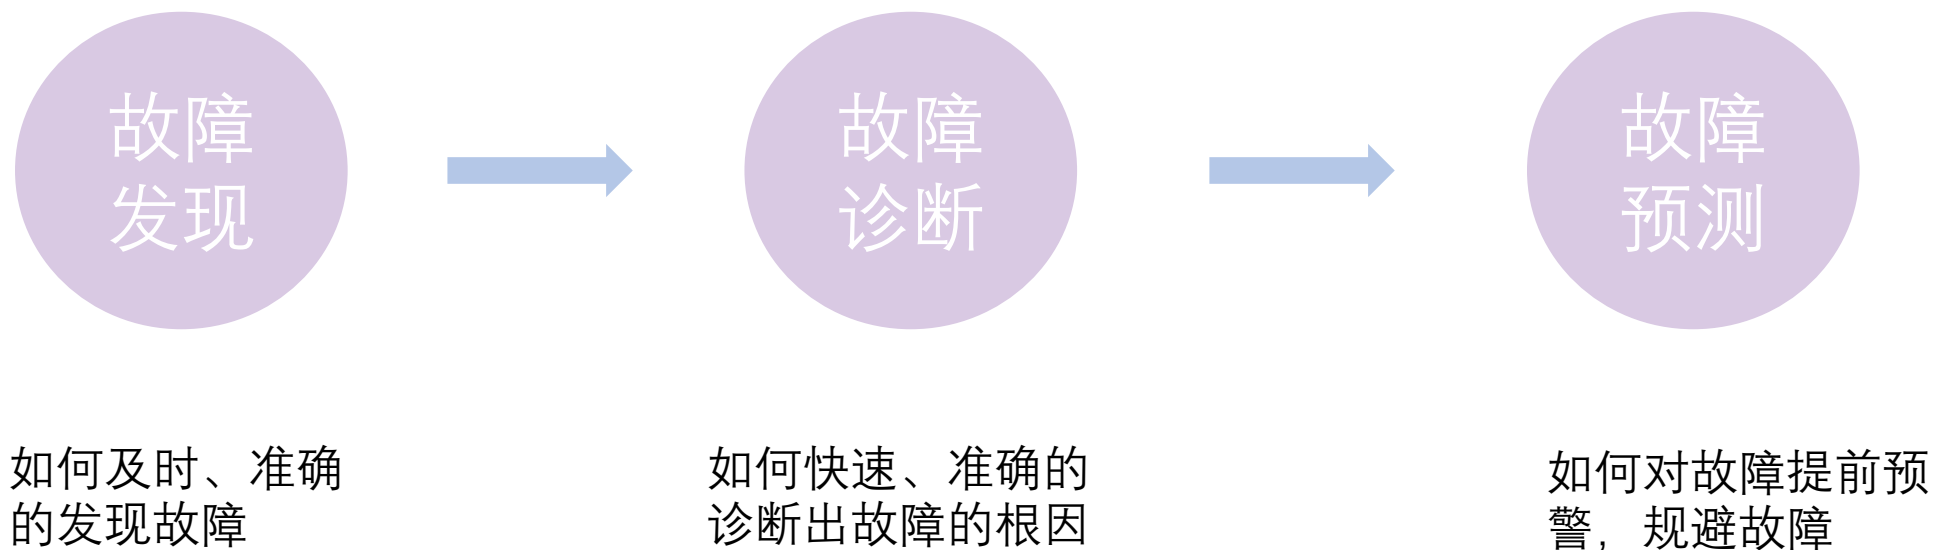 故障
发现
故障
诊断
故障
预测
如何及时、准确
的发现故障
如何快速、准确的
诊断出故障的根因
如何对故障提前预
警，规避故障